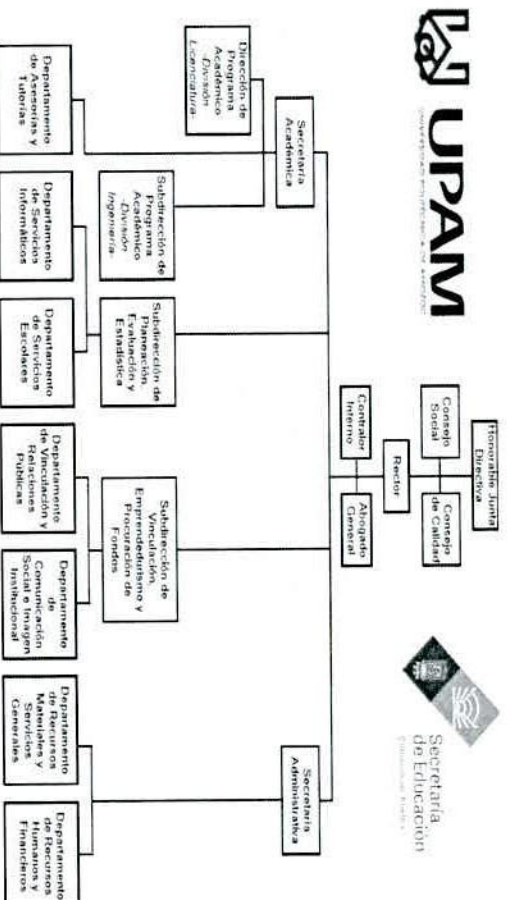 UPAM
UNIVERSIDAD POLITÉCNICA DE AMOZOC
Honorable Junta
Directiva
Secretaría
de Educación
Consejo
Social
Consejo
de Calidad
Rector
Contralor
Interno
Abogado
General
Secretaría
Académica
Secretaría
Administrativa
Dirección de
Programa
Académico
-División
Licenciatura-
Subdirección de
Programa
Académico
-División
Ingeniería-
Subdirección de
Planeación,
Evaluación y
Estadística
Subdirección de
Vinculación,
Emprendedurismo y
Procuración de
Fondos
Departamento
de Asesorías y
Tutorías
Departamento
de Servicios
Informáticos
Departamento
de Servicios
Escolares
Departamento
de Vinculación y
Relaciones
Públicas
Departamento
de
Comunicación
Social e Imagen
Institucional
Departamento
de Recursos
Materiales y
Servicios
Generales
Departamento
de Recursos
Humanos y
Financieros